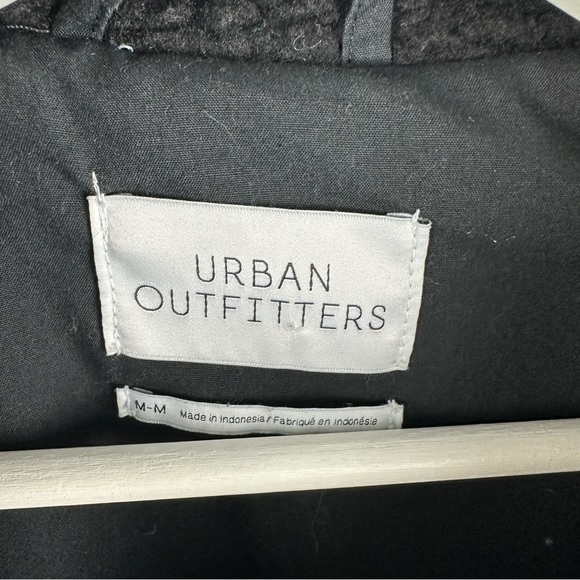 URBAN
OUTFITTERS
M-M Made in Indonesia / Fabriqué en Indonésie